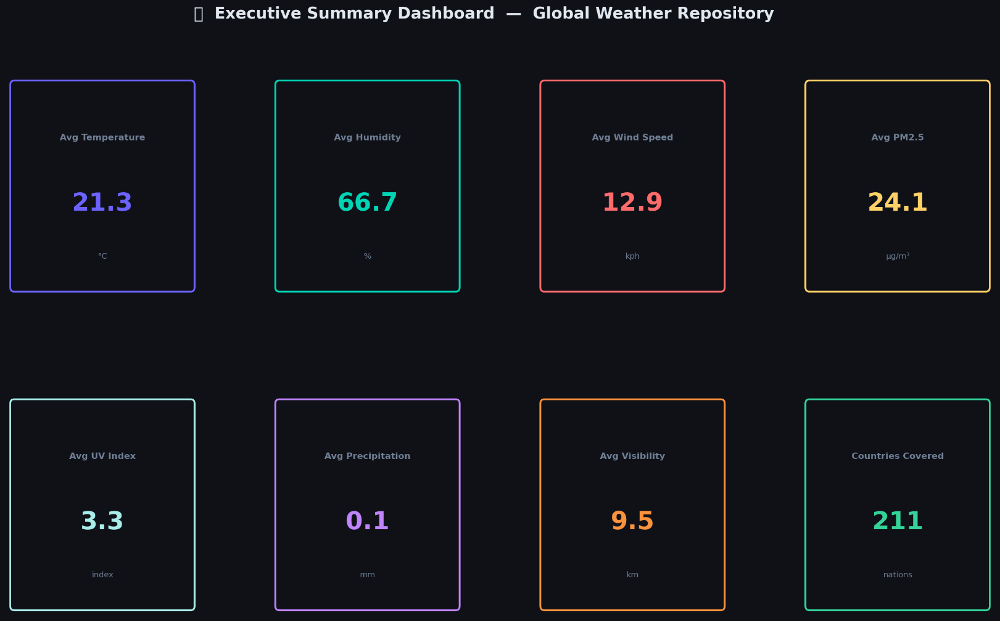 Executive Summary Dashboard — Global Weather Repository
Avg Temperature
21.3
°C
Avg Humidity
66.7
%
Avg Wind Speed
12.9
kph
Avg PM2.5
24.1
µg/m³
Avg UV Index
3.3
index
Avg Precipitation
0.1
mm
Avg Visibility
9.5
km
Countries Covered
211
nations